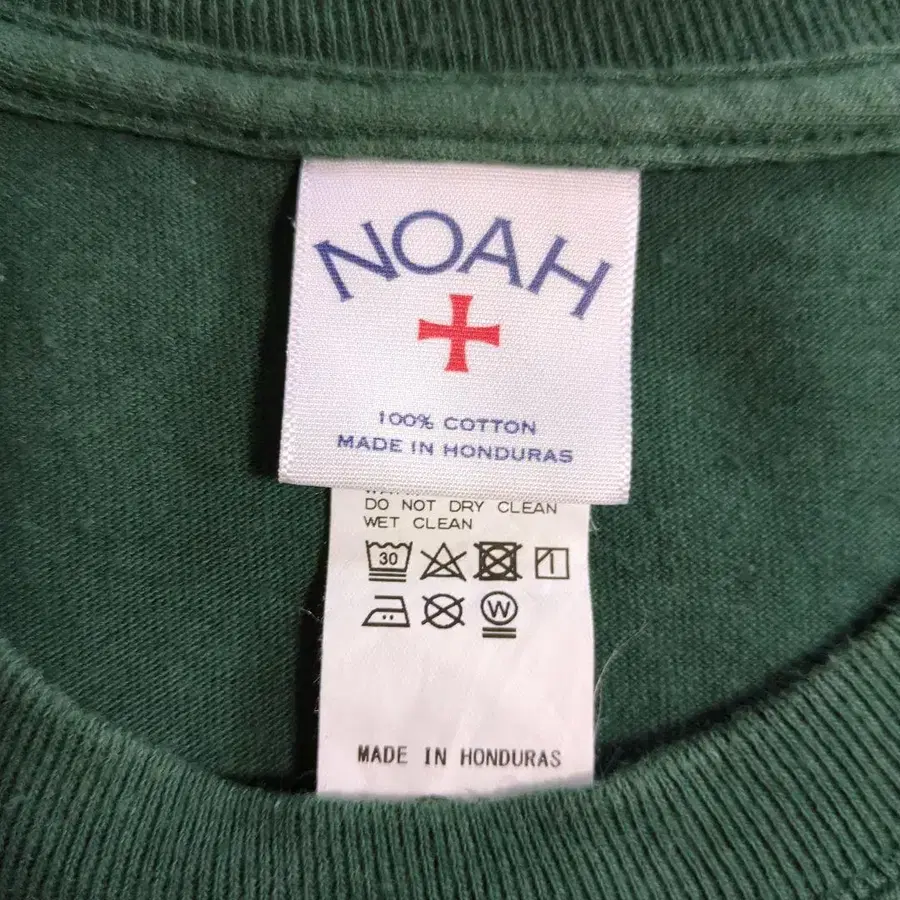 NOAH
100% COTTON
MADE IN HONDURAS
DO NOT DRY CLEAN
WET CLEAN
30
W
MADE IN HONDURAS